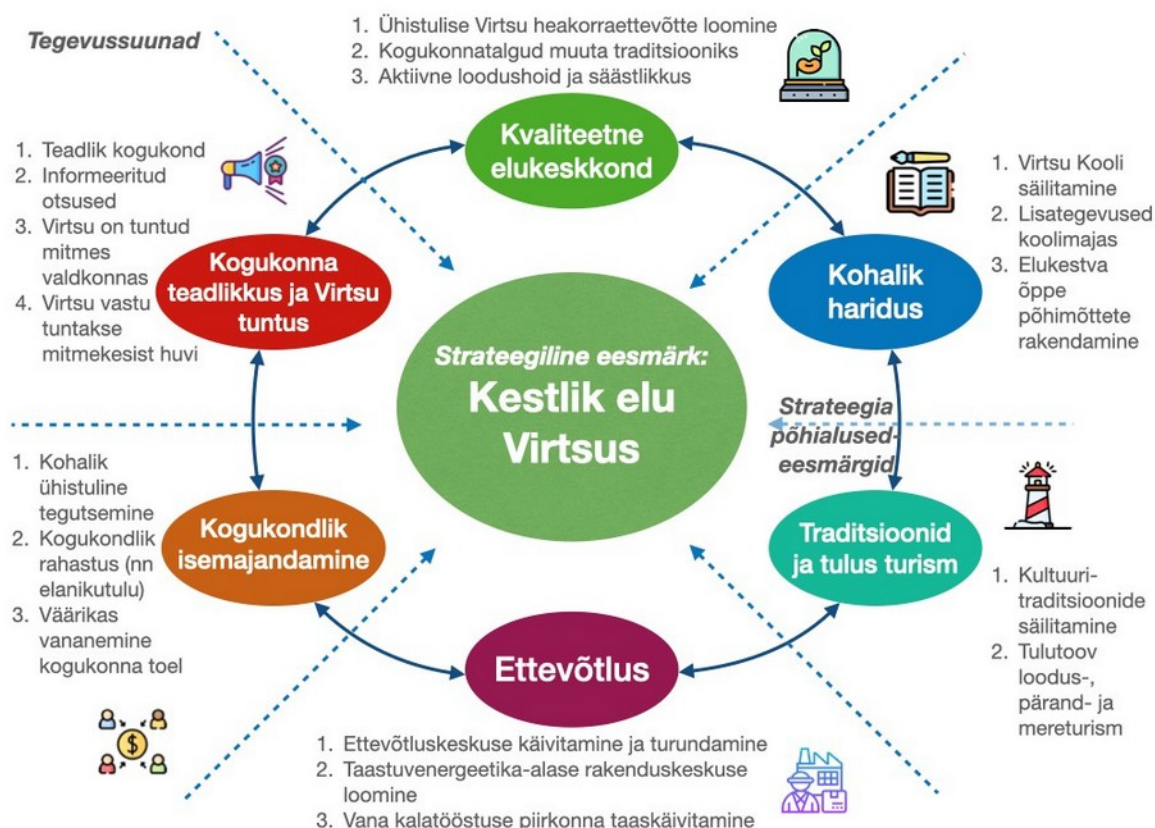 Tegevussuunad
1. Ühistulise Virtsu heakorraettevõtte loomine
2. Kogukonnatalgud muuta traditsiooniks
3. Aktiivne loodushoid ja säästlikkus
Kvaliteetne
elukeskkond
1. Teadlik kogukond
2. Informeeritud
otsused
3. Virtsu on tuntud
mitmes
valdkonnas
4. Virtsu vastu
tuntakse
mitmekesist huvi
Kogukonna
teadlikkus ja Virtsu
tuntus
1. Virtsu Kooli
säilitamine
2. Lisategevused
koolimajas
3. Elukestva
õppe
põhimõttete
rakendamine
Kohalik
haridus
Strateegiline eesmärk:
Kestlik elu
Virtsus
Strateegia
põhialused-
eesmärgid
1. Kohalik
ühistuline
tegutsemine
2. Kogukondlik
rahastus (nn
elanikutulu)
3. Väärikas
vananemine
kogukonna toel
Kogukondlik
isemajandamine
Traditsioonid
ja tulus turism
1. Kultuuri-
traditsioonide
säilitamine
2. Tulutoov
loodus-,
pärand- ja
mereturism
Ettevõtlus
1. Ettevõtluskeskuse käivitamine ja turundamine
2. Taastuvenergeetika-alase rakenduskeskuse
loomine
3. Vana kalatööstuse piirkonna taaskäivitamine
$